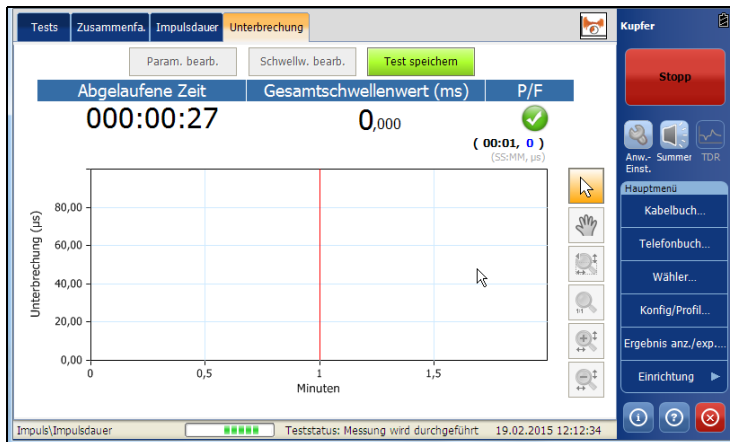 Tests Zusammenfa. Impulsdauer Unterbrechung
Param. bearb. Schwellw. bearb. Test speichern
Abgelaufene Zeit Gesamtschwellenwert (ms) P/F
000:00:27 0,000
( 00:01, 0 )
(SS:MM, µs)
Unterbrechung (µs)
80,00
60,00
40,00
20,00
0,00
0 0,5 1 1,5
Minuten
1:1
Impuls\Impulsdauer Teststatus: Messung wird durchgeführt 19.02.2015 12:12:34
Kupfer
Stopp
Anw.- Summer TDR
Einst.
Hauptmenü
Kabelbuch...
Telefonbuch...
Wähler...
Konfig/Profil...
Ergebnis anz./exp....
Einrichtung